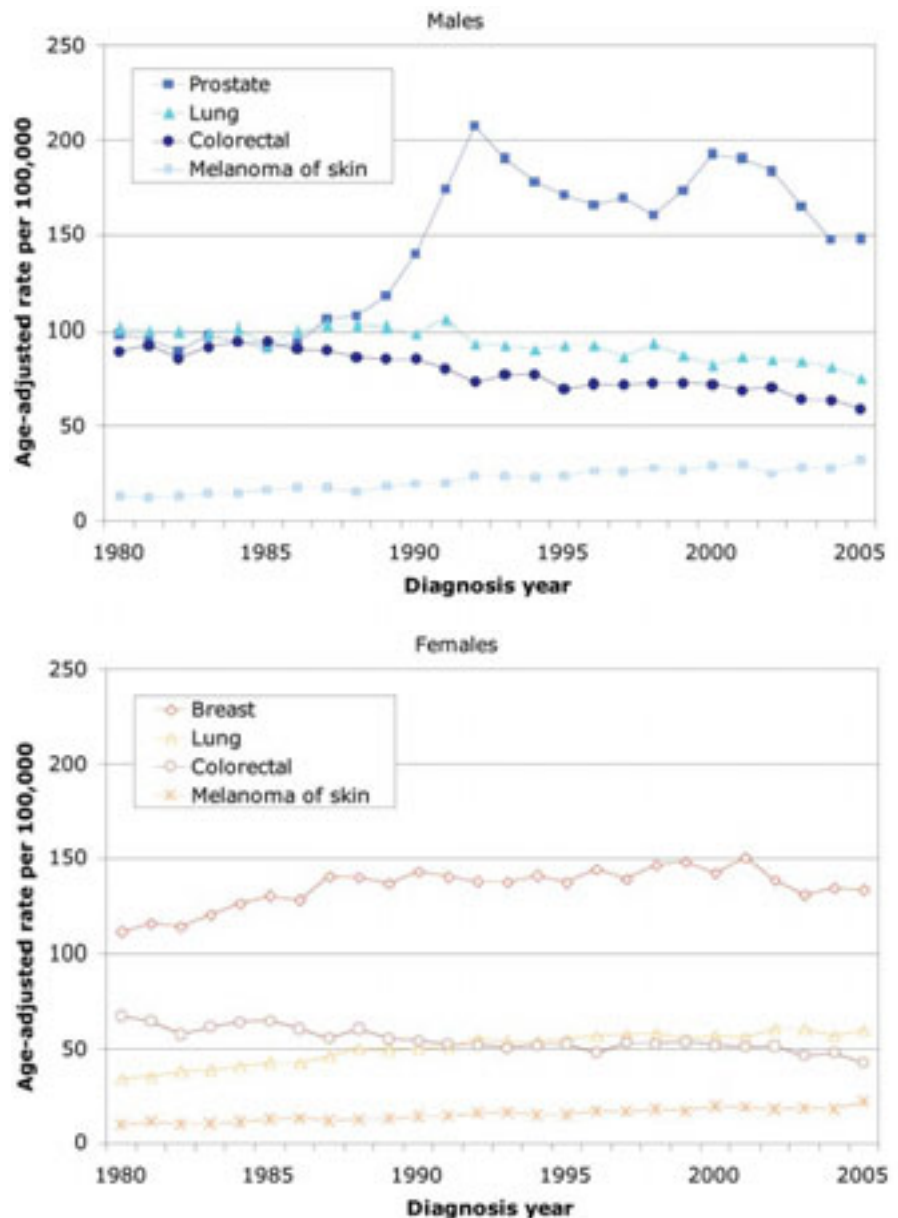 Males
250
200
150
100
50
0
Age-adjusted rate per 100,000
Prostate
Lung
Colorectal
Melanoma of skin
1980 1985 1990 1995 2000 2005
Diagnosis year
Females
250
200
150
100
50
0
Age-adjusted rate per 100,000
Breast
Lung
Colorectal
Melanoma of skin
1980 1985 1990 1995 2000 2005
Diagnosis year